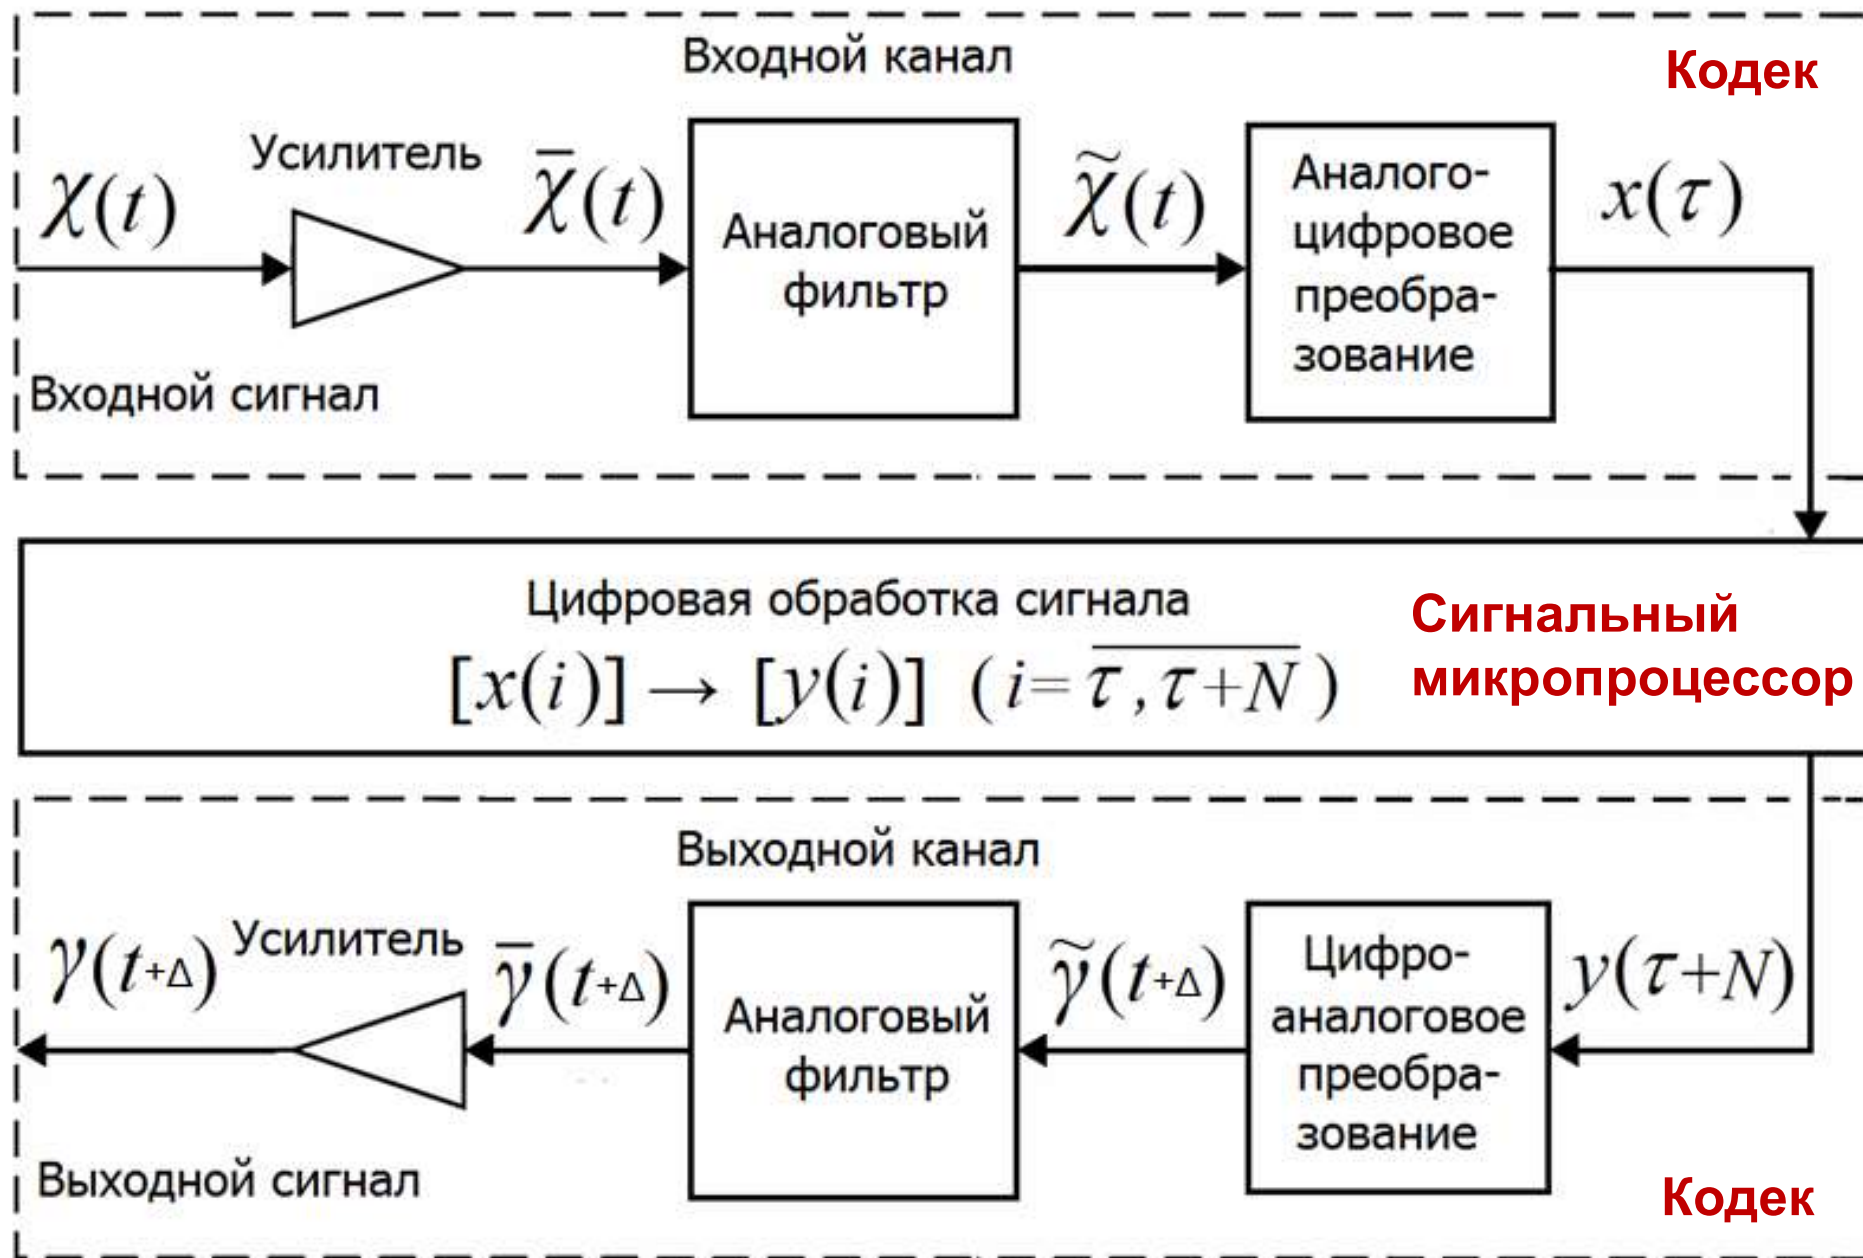 Входной канал
Кодек
Усилитель
χ(t)
χ̅(t)
Аналоговый
фильтр
χ̃(t)
Аналого-
цифровое
преобра-
зование
x(τ)
Входной сигнал
Цифровая обработка сигнала
[x(i)] → [y(i)] (i= τ̅,̅τ̅+̅N̅)
Сигнальный
микропроцессор
Выходной канал
γ(t+Δ)
Усилитель
γ̅(t+Δ)
Аналоговый
фильтр
γ̃(t+Δ)
Цифро-
аналоговое
преобра-
зование
y(τ+N)
Выходной сигнал
Кодек